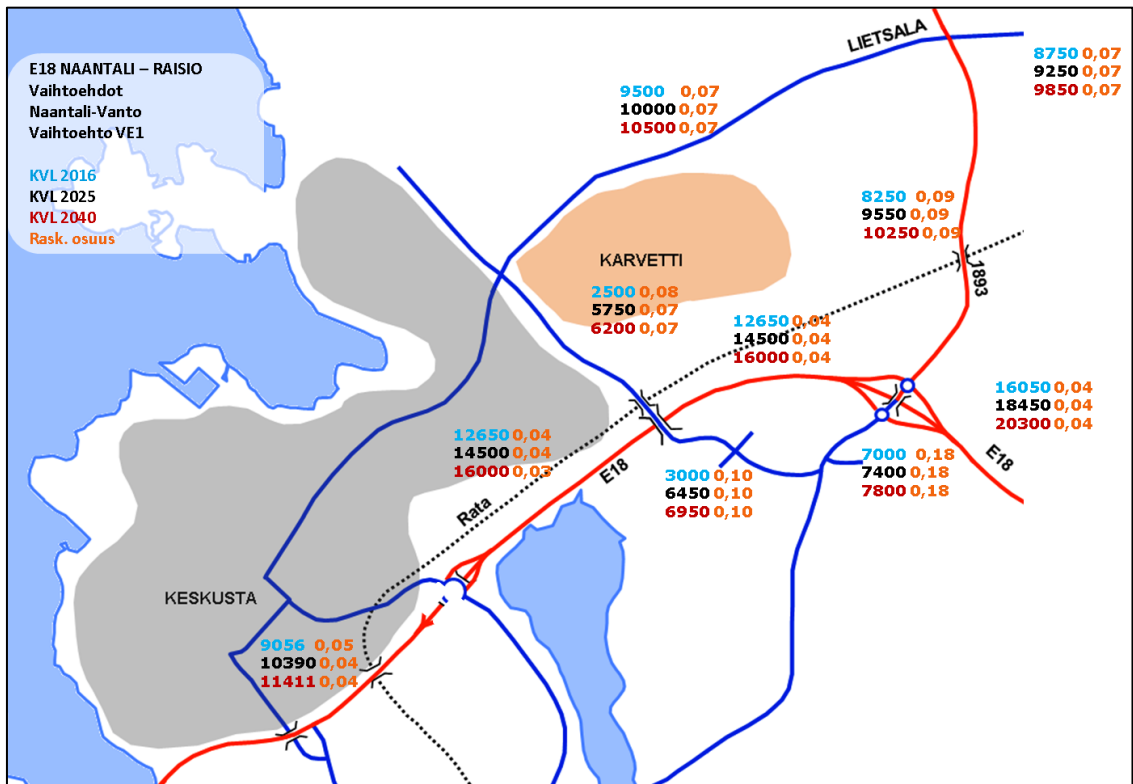 E18 NAANTALI – RAISIO
Vaihtoehdot
Naantali-Vanto
Vaihtoehto VE1
KVL 2016
KVL 2025
KVL 2040
Rask. osuus
LIETSALA
8750 0,07
9250 0,07
9850 0,07
9500 0,07
10000 0,07
10500 0,07
8250 0,09
9550 0,09
10250 0,09
1893
KARVETTI
2500 0,08
5750 0,07
6200 0,07
12650 0,04
14500 0,04
16000 0,04
16050 0,04
18450 0,04
20300 0,04
E18
12650 0,04
14500 0,04
16000 0,03
E18
Rata
3000 0,10
6450 0,10
6950 0,10
7000 0,18
7400 0,18
7800 0,18
KESKUSTA
9056 0,05
10390 0,04
11411 0,04